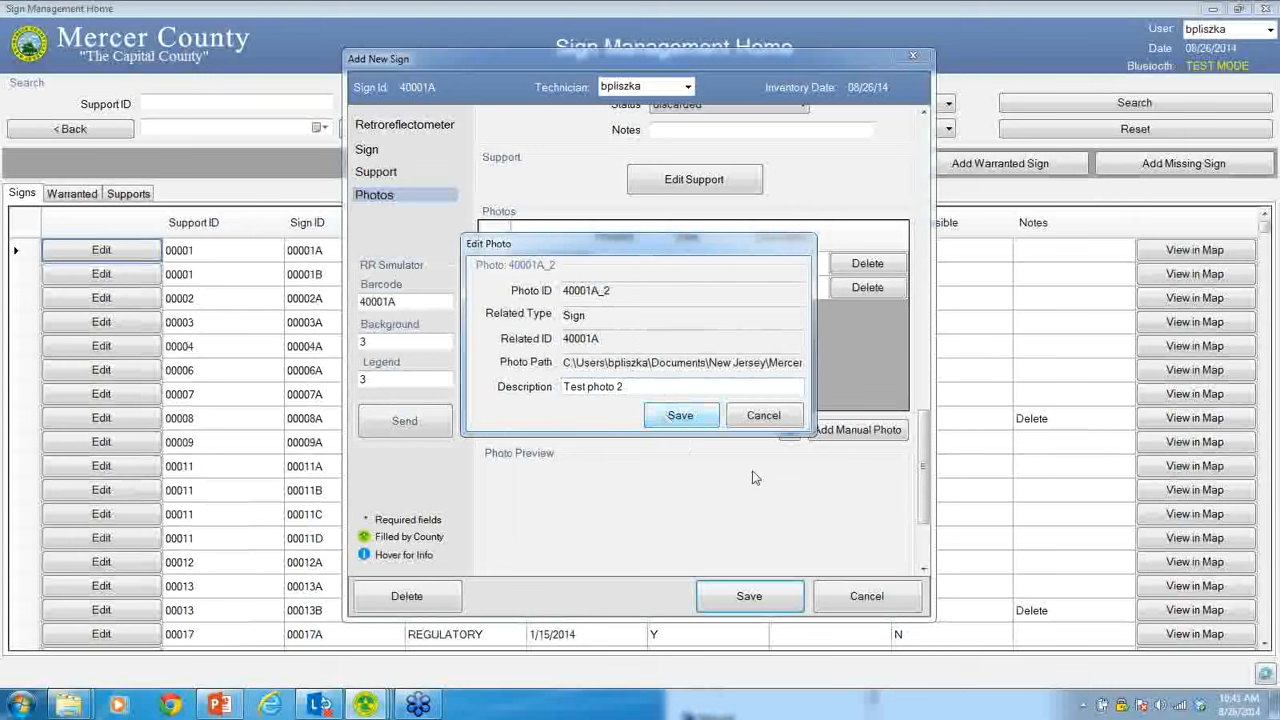 Sign Management Home
Mercer County
"The Capital County"
Sign Management Home
User: bpliszka
Date 08/26/2014
Bluetooth: TEST MODE
Search
Support ID
Search
< Back
Reset
Add Warranted Sign
Add Missing Sign
Signs
Warranted
Supports
Support ID Sign ID Notes
Edit 00001 00001A View in Map
Edit 00001 00001B View in Map
Edit 00002 00002A View in Map
Edit 00003 00003A View in Map
Edit 00004 00004A View in Map
Edit 00006 00006A View in Map
Edit 00007 00007A View in Map
Edit 00008 00008A Delete View in Map
Edit 00009 00009A View in Map
Edit 00011 00011A View in Map
Edit 00011 00011B View in Map
Edit 00011 00011C View in Map
Edit 00011 00011D View in Map
Edit 00012 00012A View in Map
Edit 00013 00013A View in Map
Edit 00013 00013B Delete View in Map
Edit 00017 00017A REGULATORY 1/15/2014 Y N View in Map
Add New Sign
Sign Id: 40001A
Technician: bpliszka
Inventory Date: 08/26/14
Retroreflectometer
Sign
Support
Photos
Status discarded
Notes
Support
Edit Support
Photos
Delete
Delete
Add Manual Photo
Photo Preview
RR Simulator
Barcode
40001A
Background
3
Legend
3
Send
* Required fields
Filled by County
Hover for Info
Delete
Save
Cancel
Edit Photo
Photo: 40001A_2
Photo ID 40001A_2
Related Type Sign
Related ID 40001A
Photo Path C:\Users\bpliszka\Documents\New Jersey\Mercer
Description Test photo 2
Save
Cancel
10:41 AM
8/26/2014